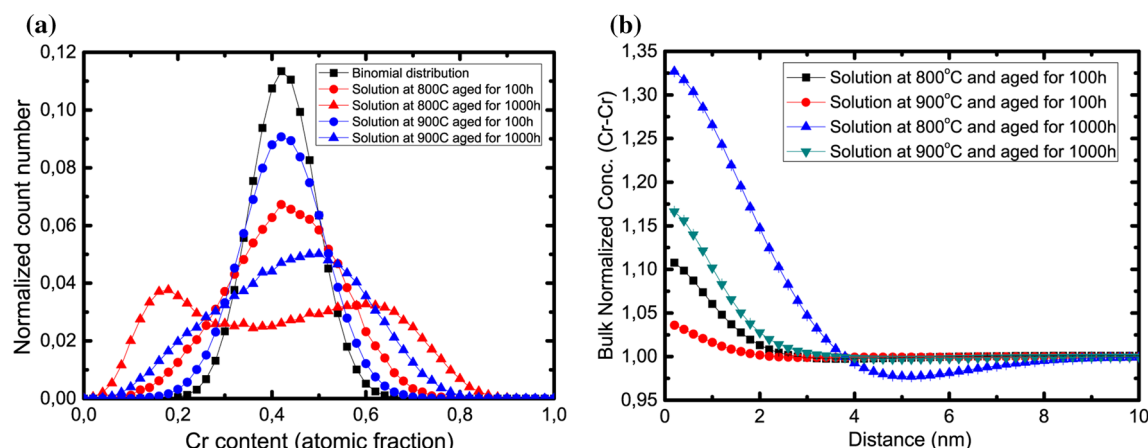 (a)
0,12
0,10
0,08
0,06
0,04
0,02
0,00
Normalized count number
Binomial distribution
Solution at 800C aged for 100h
Solution at 800C aged for 1000h
Solution at 900C aged for 100h
Solution at 900C aged for 1000h
0,0 0,2 0,4 0,6 0,8 1,0
Cr content (atomic fraction)
(b)
1,35
1,30
1,25
1,20
1,15
1,10
1,05
1,00
0,95
Bulk Normalized Conc. (Cr-Cr)
Solution at 800°C and aged for 100h
Solution at 900°C and aged for 100h
Solution at 800°C and aged for 1000h
Solution at 900°C and aged for 1000h
0 2 4 6 8 10
Distance (nm)